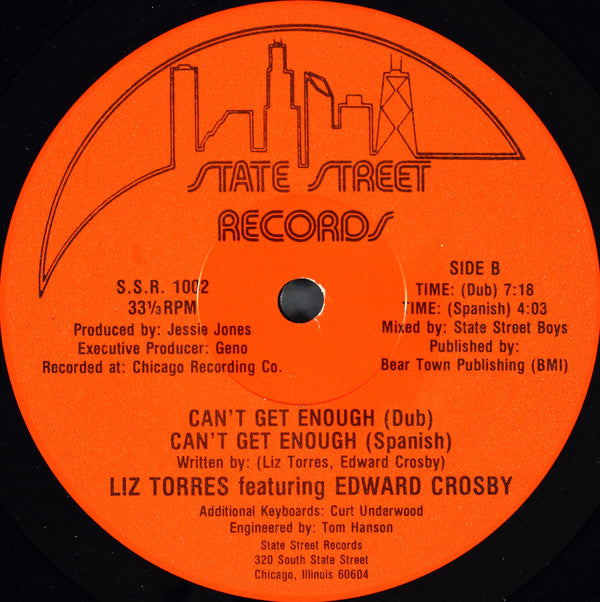 STATE STREET
RECORDS
S.S.R. 1002
33⅓ RPM
Produced by: Jessie Jones
Executive Producer: Geno
Recorded at: Chicago Recording Co.
SIDE B
TIME: (Dub) 7:18
TIME: (Spanish) 4:03
Mixed by: State Street Boys
Published by:
Bear Town Publishing (BMI)
CAN'T GET ENOUGH (Dub)
CAN'T GET ENOUGH (Spanish)
Written by: (Liz Torres, Edward Crosby)
LIZ TORRES featuring EDWARD CROSBY
Additional Keyboards: Curt Underwood
Engineered by: Tom Hanson
State Street Records
320 South State Street
Chicago, Illinois 60604